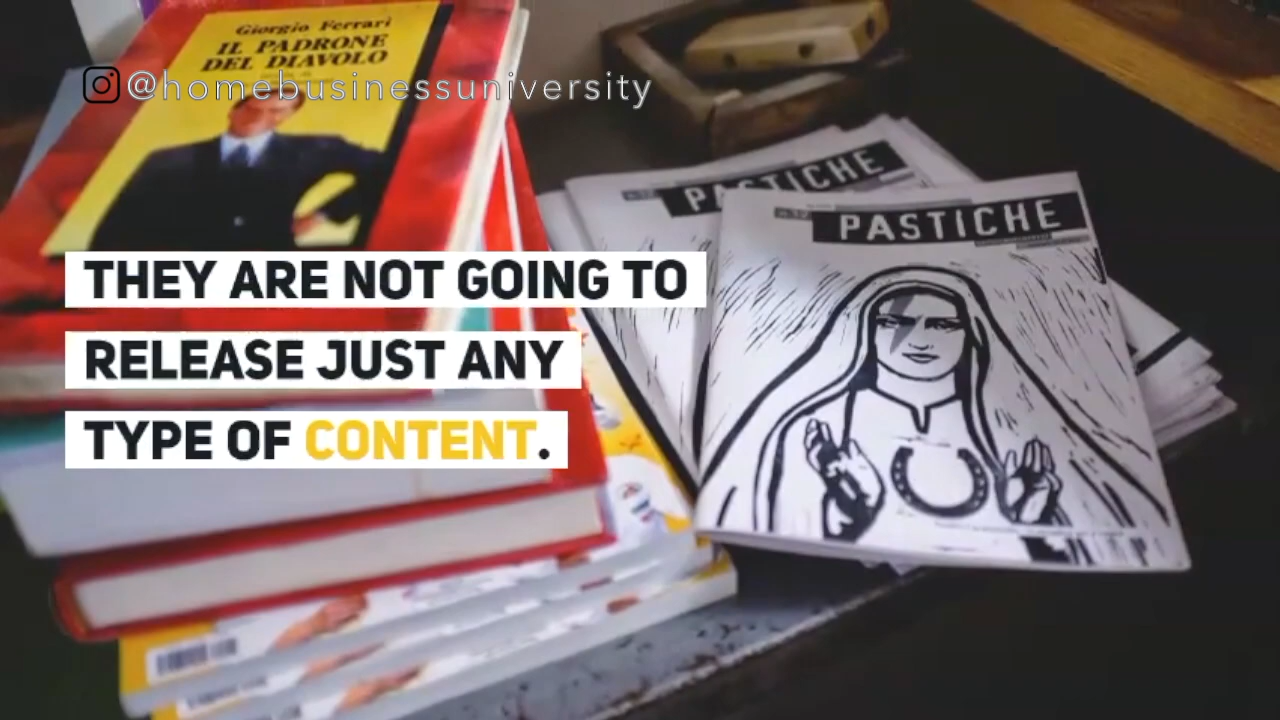 Giorgio Ferrari
IL PADRONE
DEL DIAVOLO
@homebusinessuniversity
PASTICHE
PASTICHE
THEY ARE NOT GOING TO
RELEASE JUST ANY
TYPE OF CONTENT.